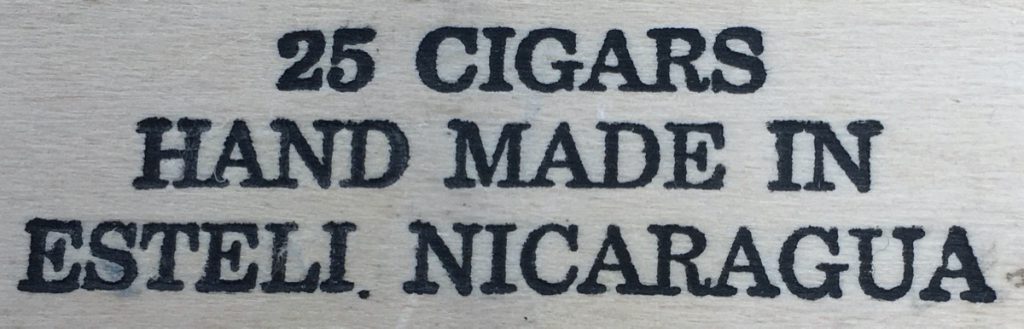 25 CIGARS
HAND MADE IN
ESTELI. NICARAGUA